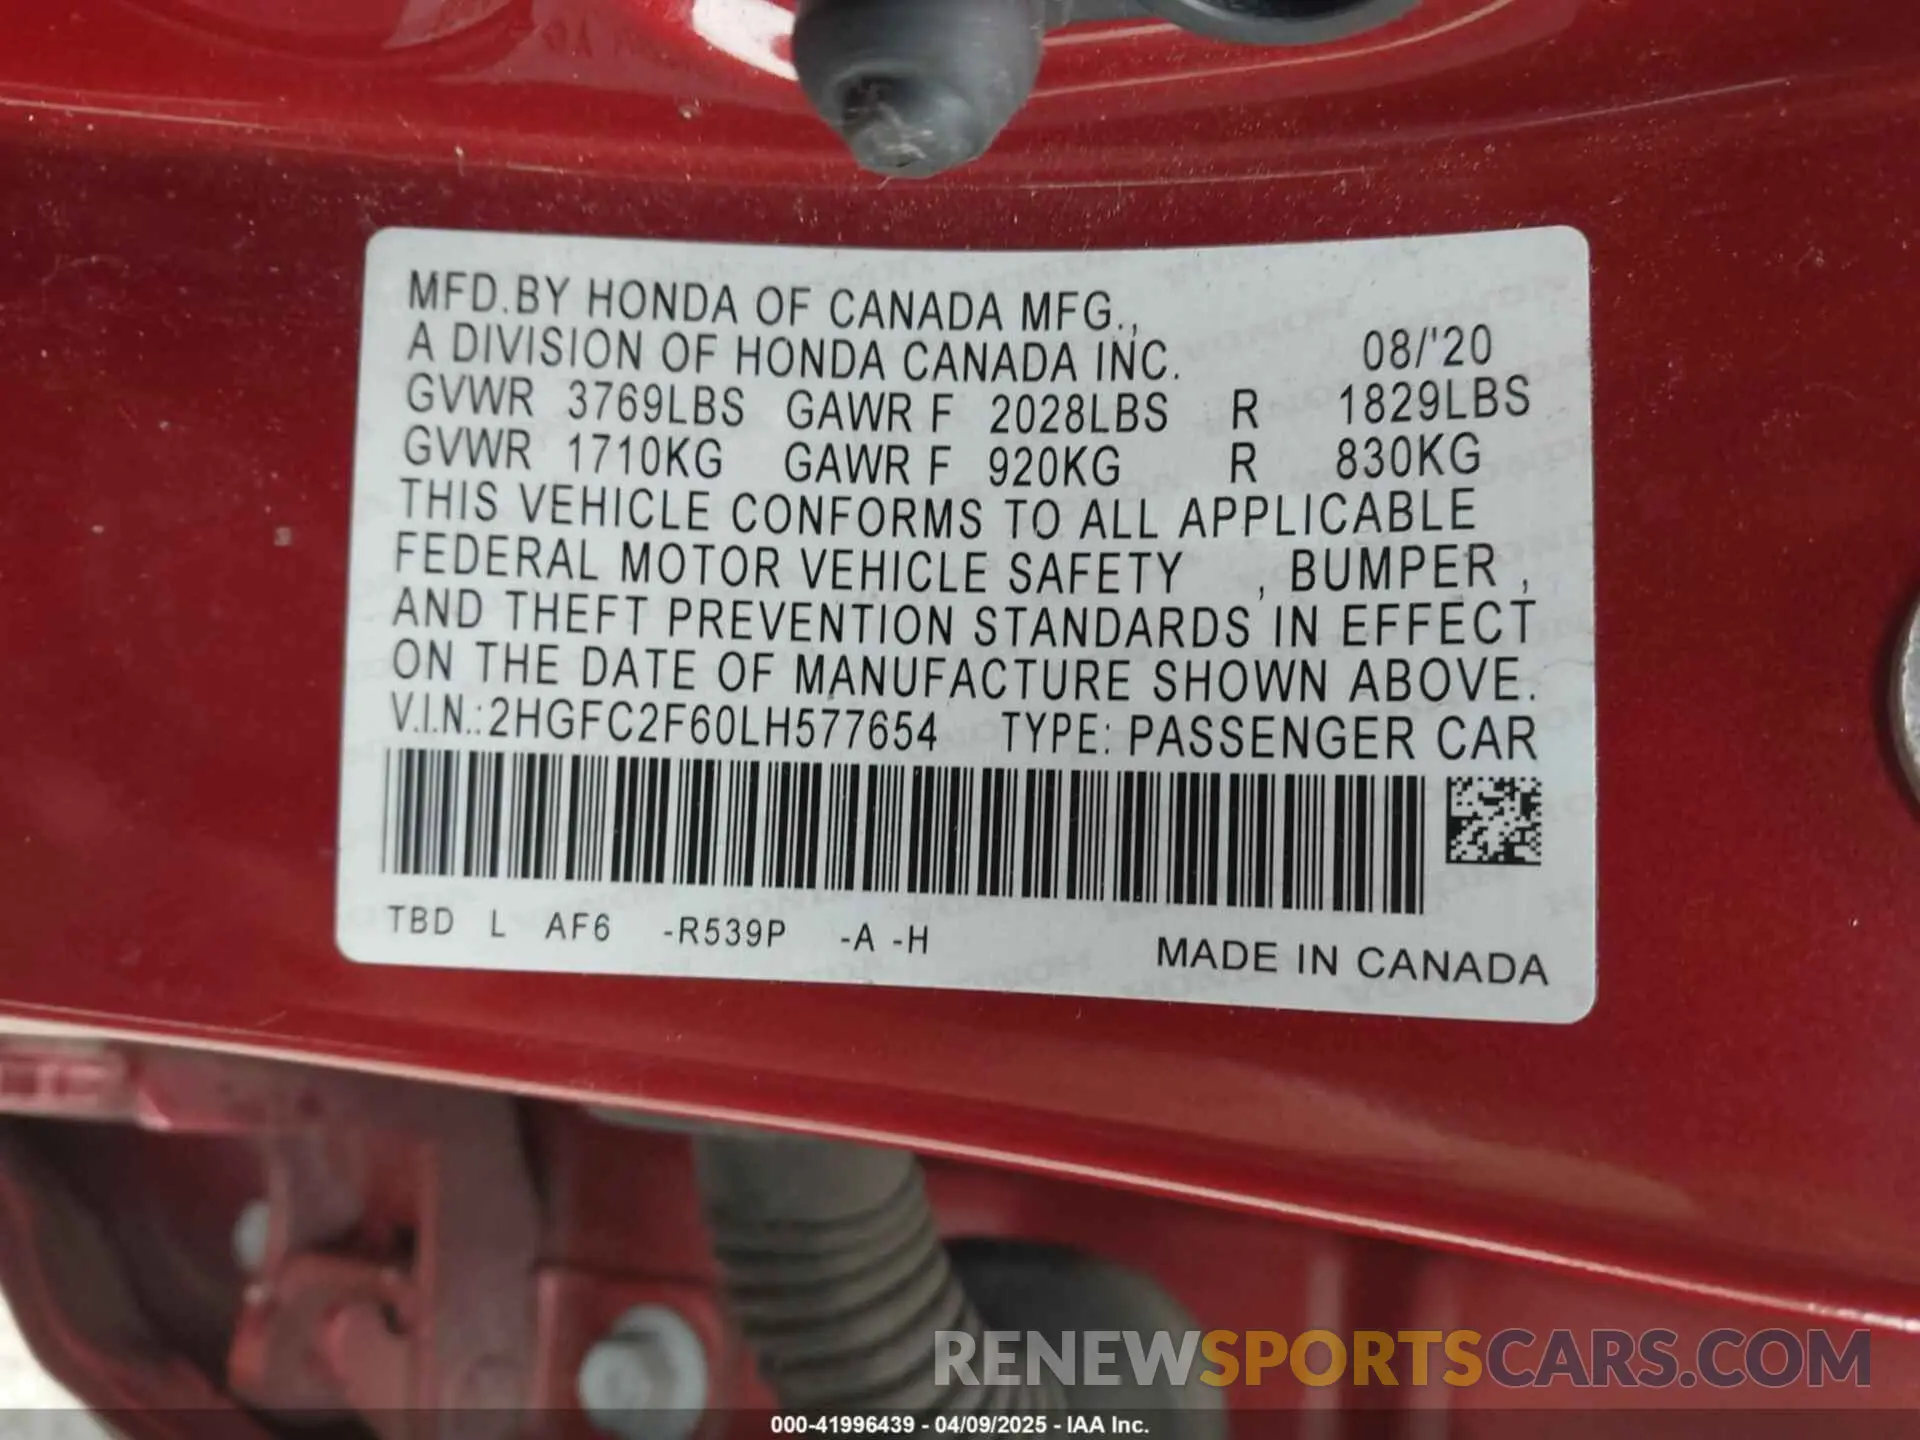 MFD.BY HONDA OF CANADA MFG.,
A DIVISION OF HONDA CANADA INC. 08/'20
GVWR 3769LBS GAWR F 2028LBS R 1829LBS
GVWR 1710KG GAWR F 920KG R 830KG
THIS VEHICLE CONFORMS TO ALL APPLICABLE
FEDERAL MOTOR VEHICLE SAFETY , BUMPER ,
AND THEFT PREVENTION STANDARDS IN EFFECT
ON THE DATE OF MANUFACTURE SHOWN ABOVE.
V.I.N.:2HGFC2F60LH577654 TYPE: PASSENGER CAR
TBD L AF6 -R539P -A -H
MADE IN CANADA
RENEWSPORTSCARS.COM
000-41996439 - 04/09/2025 - IAA Inc.